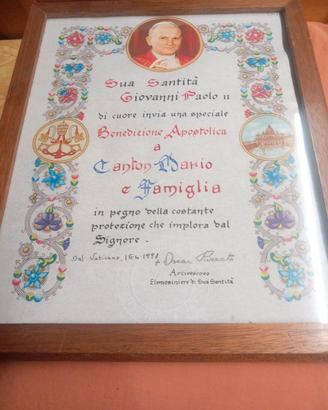 Sua Santità
Giovanni Paolo II
di cuore invia una speciale
Benedizione Apostolica
a
Canton Dario
e Famiglia
in pegno della costante
protezione che implora dal
Signore.
Dal Vaticano,
Arcivescovo
Elemosiniere di Sua Santità